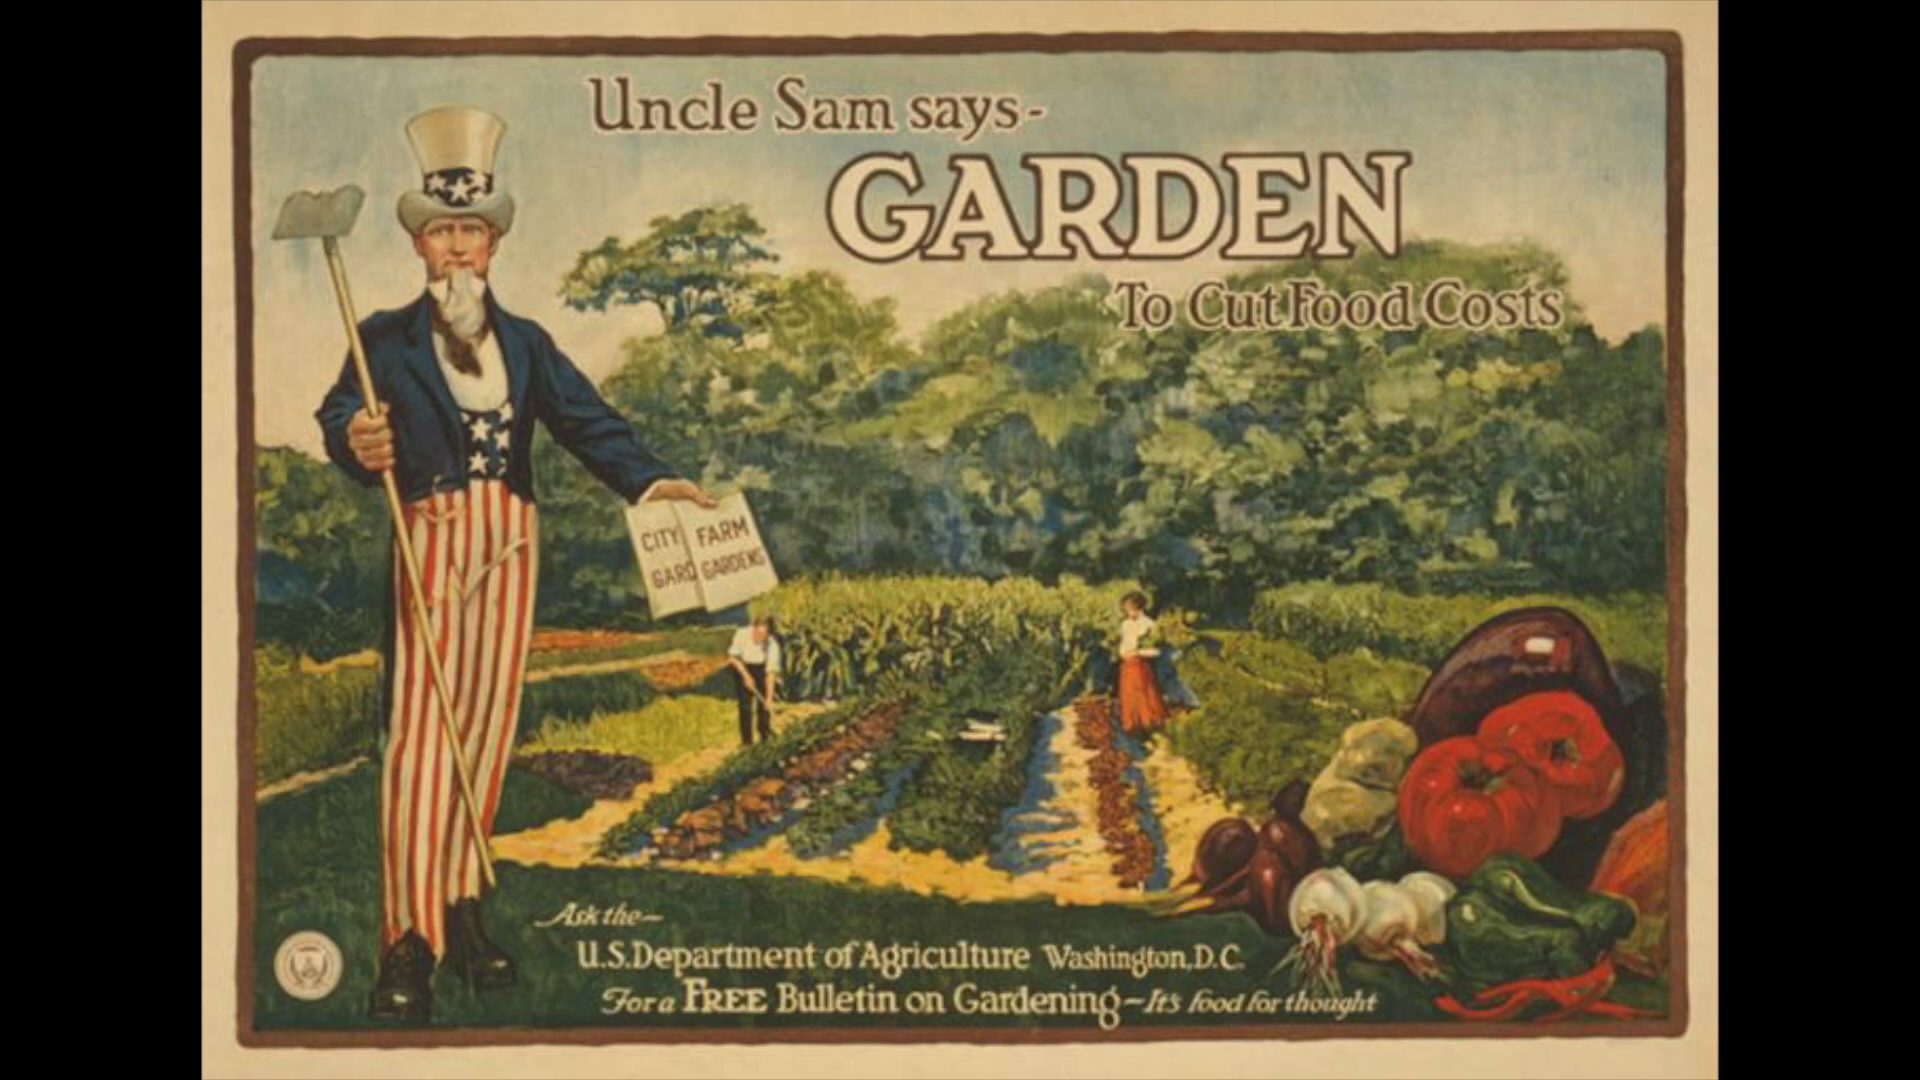 Uncle Sam says-
GARDEN
To Cut Food Costs
CITY
GARD
FARM
GARDENS
Ask the-
U.S. Department of Agriculture Washington, D.C.
For a FREE Bulletin on Gardening-It's food for thought